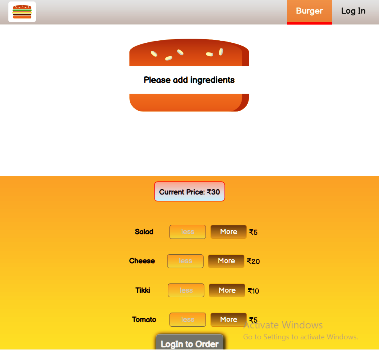 Burger Log In
Please add ingredients
Current Price: ₹30
Salad Less More ₹5
Cheese Less More ₹20
Tikki Less More ₹10
Tomato Less More ₹5
Activate Windows
Go to Settings to activate Windows.
Login to Order